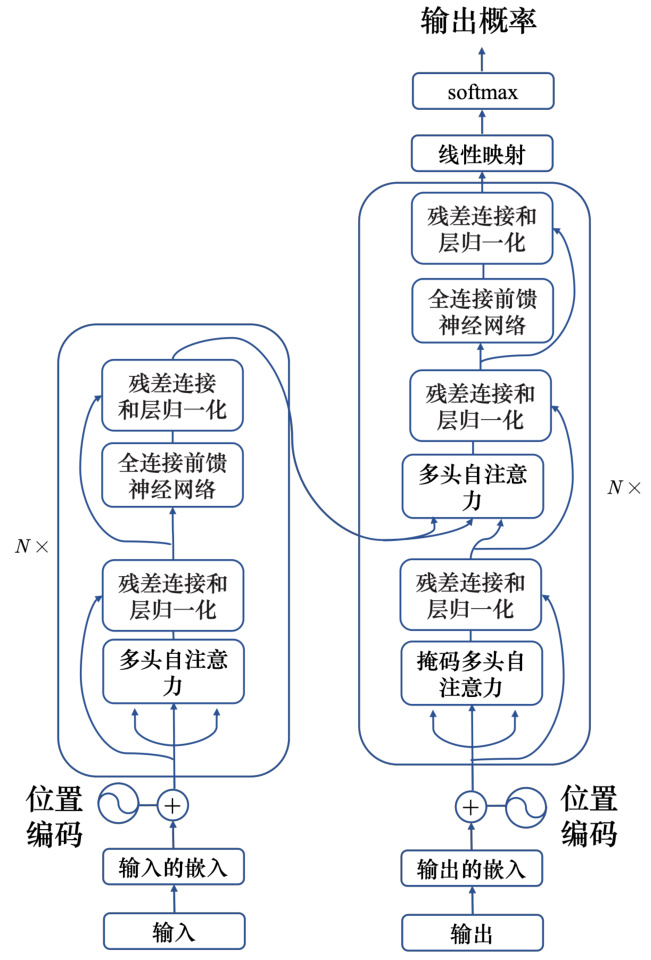 输出概率
softmax
线性映射
残差连接和
层归一化
全连接前馈
神经网络
残差连接和
层归一化
多头自注意
力
N×
残差连接和
层归一化
掩码多头自
注意力
位置
编码
+
输出的嵌入
输出
残差连接
和层归一化
全连接前馈
神经网络
N×
残差连接和
层归一化
多头自注意
力
位置
编码
+
输入的嵌入
输入